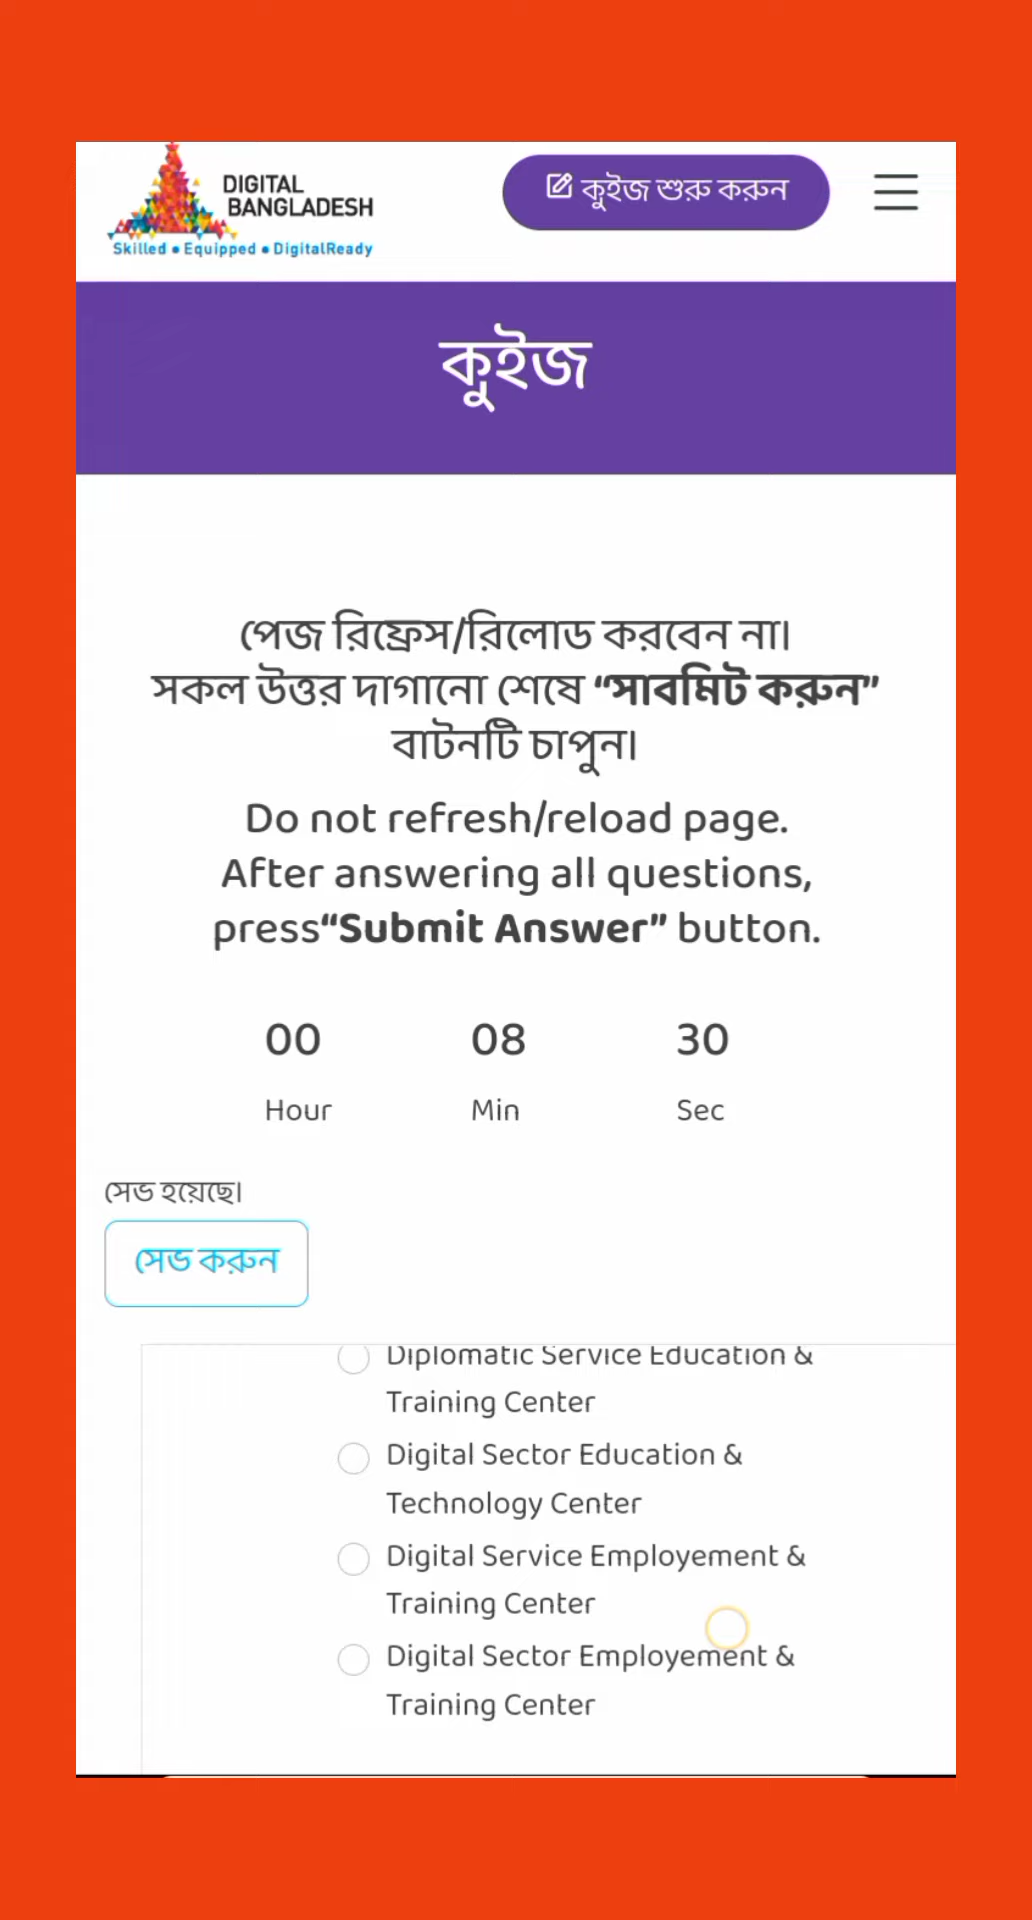 DIGITAL
BANGLADESH
Skilled • Equipped • DigitalReady
কুইজ শুরু করুন
কুইজ
পেজ রিফ্রেস/রিলোড করবেন না।
সকল উত্তর দাগানো শেষে “সাবমিট করুন”
বাটনটি চাপুন।
Do not refresh/reload page.
After answering all questions,
press“Submit Answer” button.
00 08 30
Hour Min Sec
সেভ হয়েছে।
সেভ করুন
Diplomatic Service Education &
Training Center
Digital Sector Education &
Technology Center
Digital Service Employement &
Training Center
Digital Sector Employement &
Training Center